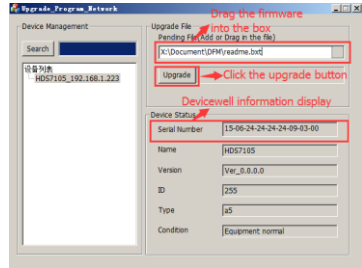 Upgrade_Program_Network
Drag the firmware
into the box
Device Management
Upgrade File
Pending File(Add or Drag in the file)
Search
X:\Document\DFM\readme.txt
设备列表
HDS7105_192.168.1.223
Upgrade
Click the upgrade button
Devicewell information display
Device Status
Serial Number
15-06-24-24-24-24-09-03-00
Name
HDS7105
Version
Ver_0.0.0.0
ID
255
Type
a5
Condition
Equipment normal